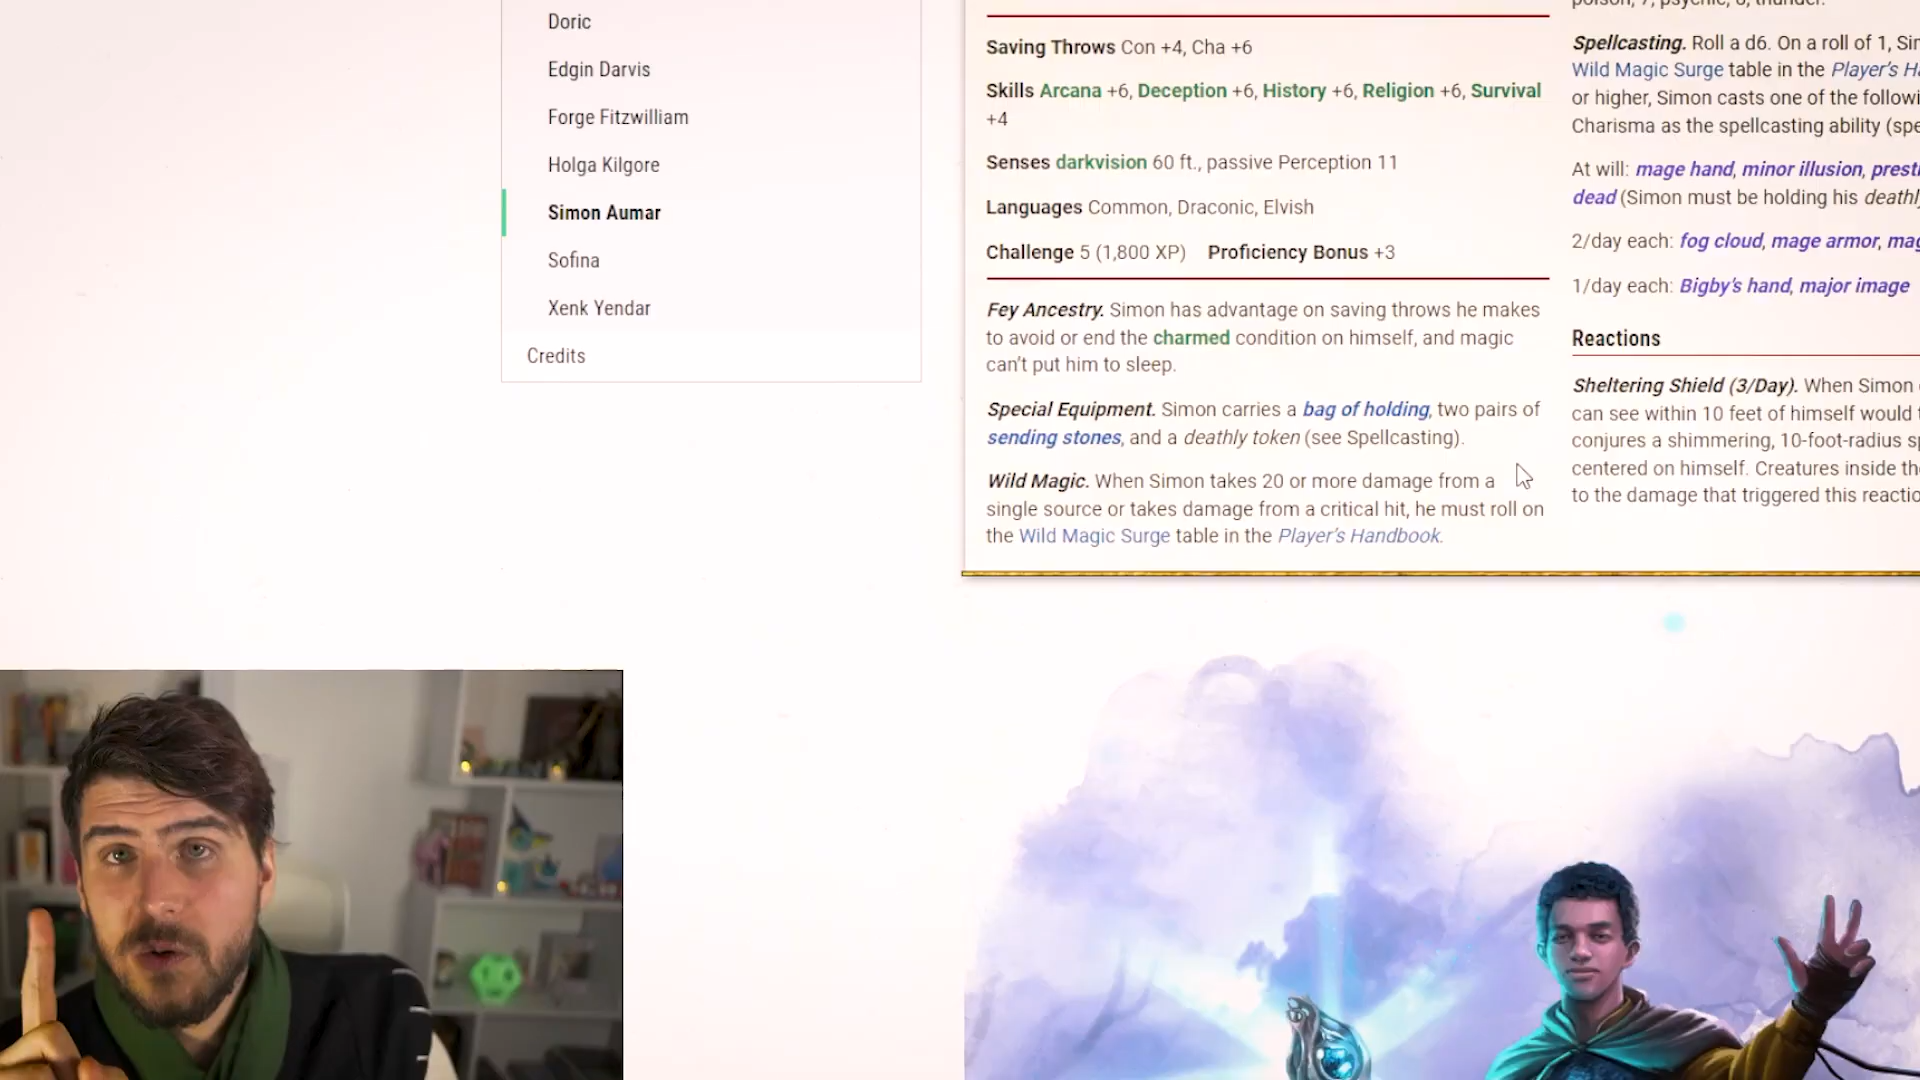 Doric
Edgin Darvis
Forge Fitzwilliam
Holga Kilgore
Simon Aumar
Sofina
Xenk Yendar
Credits
Saving Throws Con +4, Cha +6
Skills Arcana +6, Deception +6, History +6, Religion +6, Survival
+4
Senses darkvision 60 ft., passive Perception 11
Languages Common, Draconic, Elvish
Challenge 5 (1,800 XP) Proficiency Bonus +3
Fey Ancestry. Simon has advantage on saving throws he makes
to avoid or end the charmed condition on himself, and magic
can't put him to sleep.
Special Equipment. Simon carries a bag of holding, two pairs of
sending stones, and a deathly token (see Spellcasting).
Wild Magic. When Simon takes 20 or more damage from a
single source or takes damage from a critical hit, he must roll on
the Wild Magic Surge table in the Player's Handbook.
poison, 7, psychic, 8, thunder.
Spellcasting. Roll a d6. On a roll of 1,
Wild Magic Surge table in the Player's
or higher, Simon casts one of the
Charisma as the spellcasting ability
At will: mage hand, minor illusion,
dead (Simon must be holding his
2/day each: fog cloud, mage armor,
1/day each: Bigby's hand, major image
Reactions
Sheltering Shield (3/Day). When Simon
can see within 10 feet of himself would
conjures a shimmering, 10-foot-radius
centered on himself. Creatures inside
to the damage that triggered this